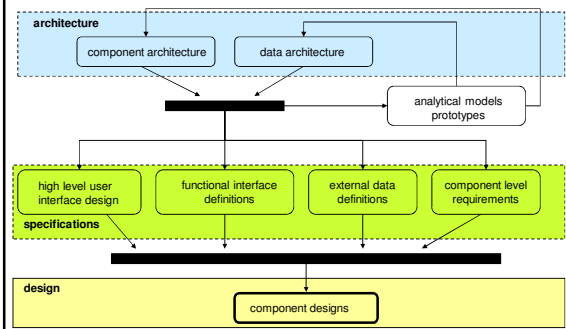 architecture
component architecture
data architecture
analytical models
prototypes
high level user
interface design
functional interface
definitions
external data
definitions
component level
requirements
specifications
design
component designs